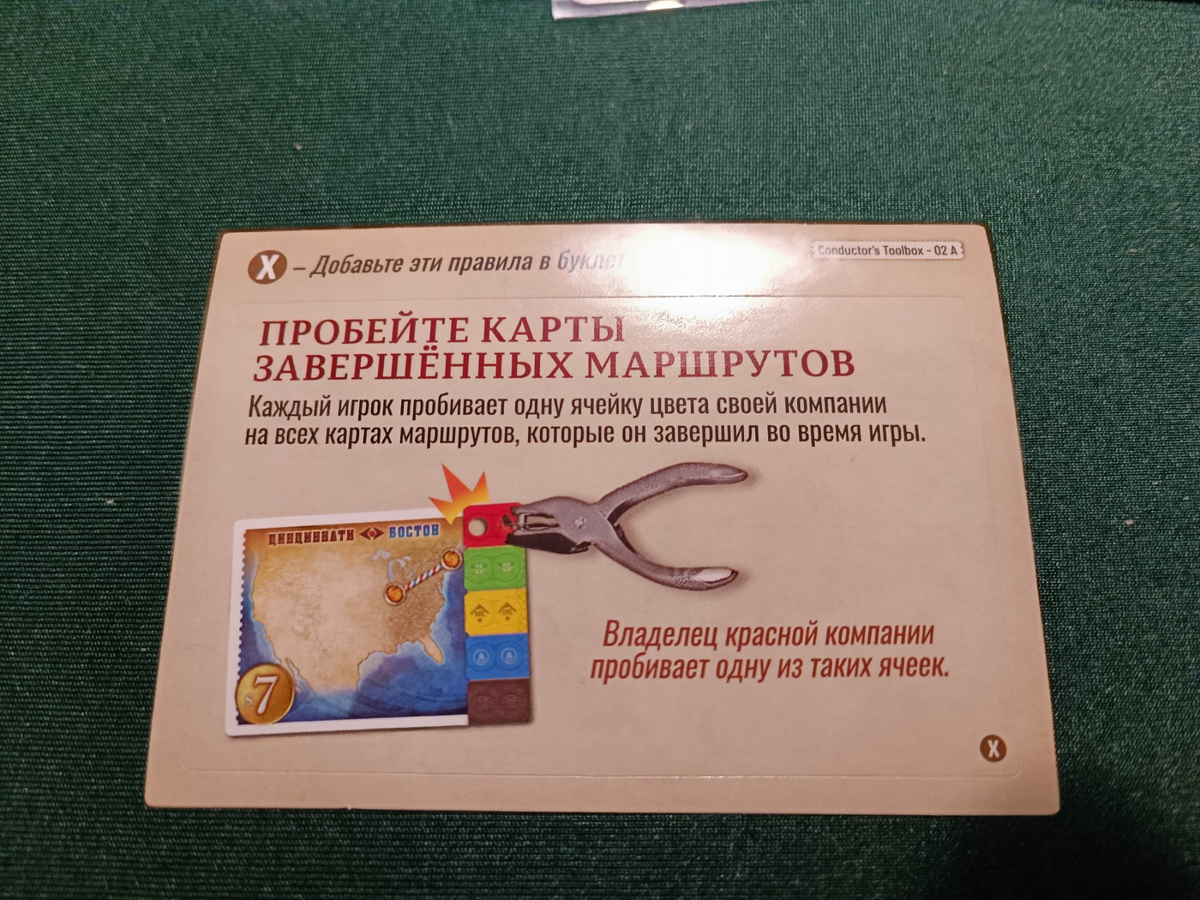 X – Добавьте эти правила в буклет
Conductor's Toolbox - 02 A
ПРОБЕЙТЕ КАРТЫ
ЗАВЕРШЁННЫХ МАРШРУТОВ
Каждый игрок пробивает одну ячейку цвета своей компании
на всех картах маршрутов, которые он завершил во время игры.
ЦИНЦИННАТИ БОСТОН
$7
Владелец красной компании
пробивает одну из таких ячеек.
X